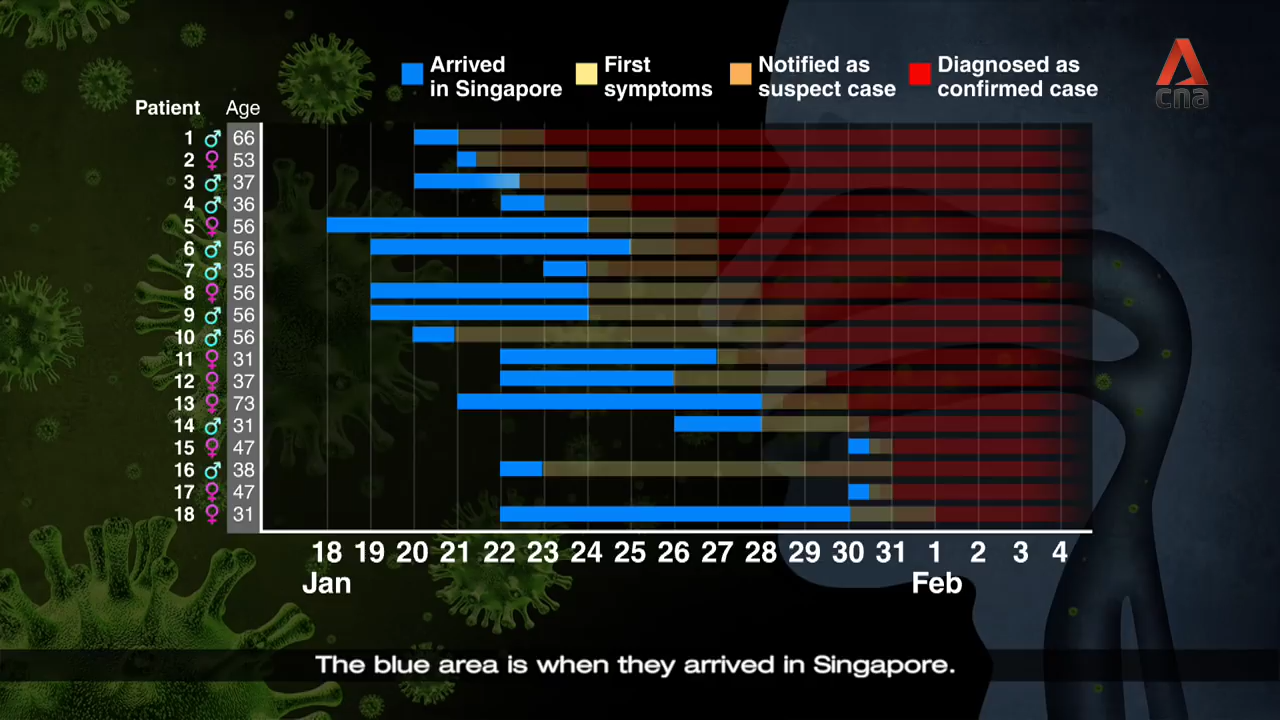 Arrived
in Singapore
First
symptoms
Notified as
suspect case
Diagnosed as
confirmed case
cna
Patient Age
1 ♂ 66
2 ♀ 53
3 ♂ 37
4 ♂ 36
5 ♀ 56
6 ♂ 56
7 ♂ 35
8 ♀ 56
9 ♂ 56
10 ♂ 56
11 ♀ 31
12 ♀ 37
13 ♀ 73
14 ♂ 31
15 ♀ 47
16 ♂ 38
17 ♀ 47
18 ♀ 31
18 19 20 21 22 23 24 25 26 27 28 29 30 31 1 2 3 4
Jan Feb
The blue area is when they arrived in Singapore.